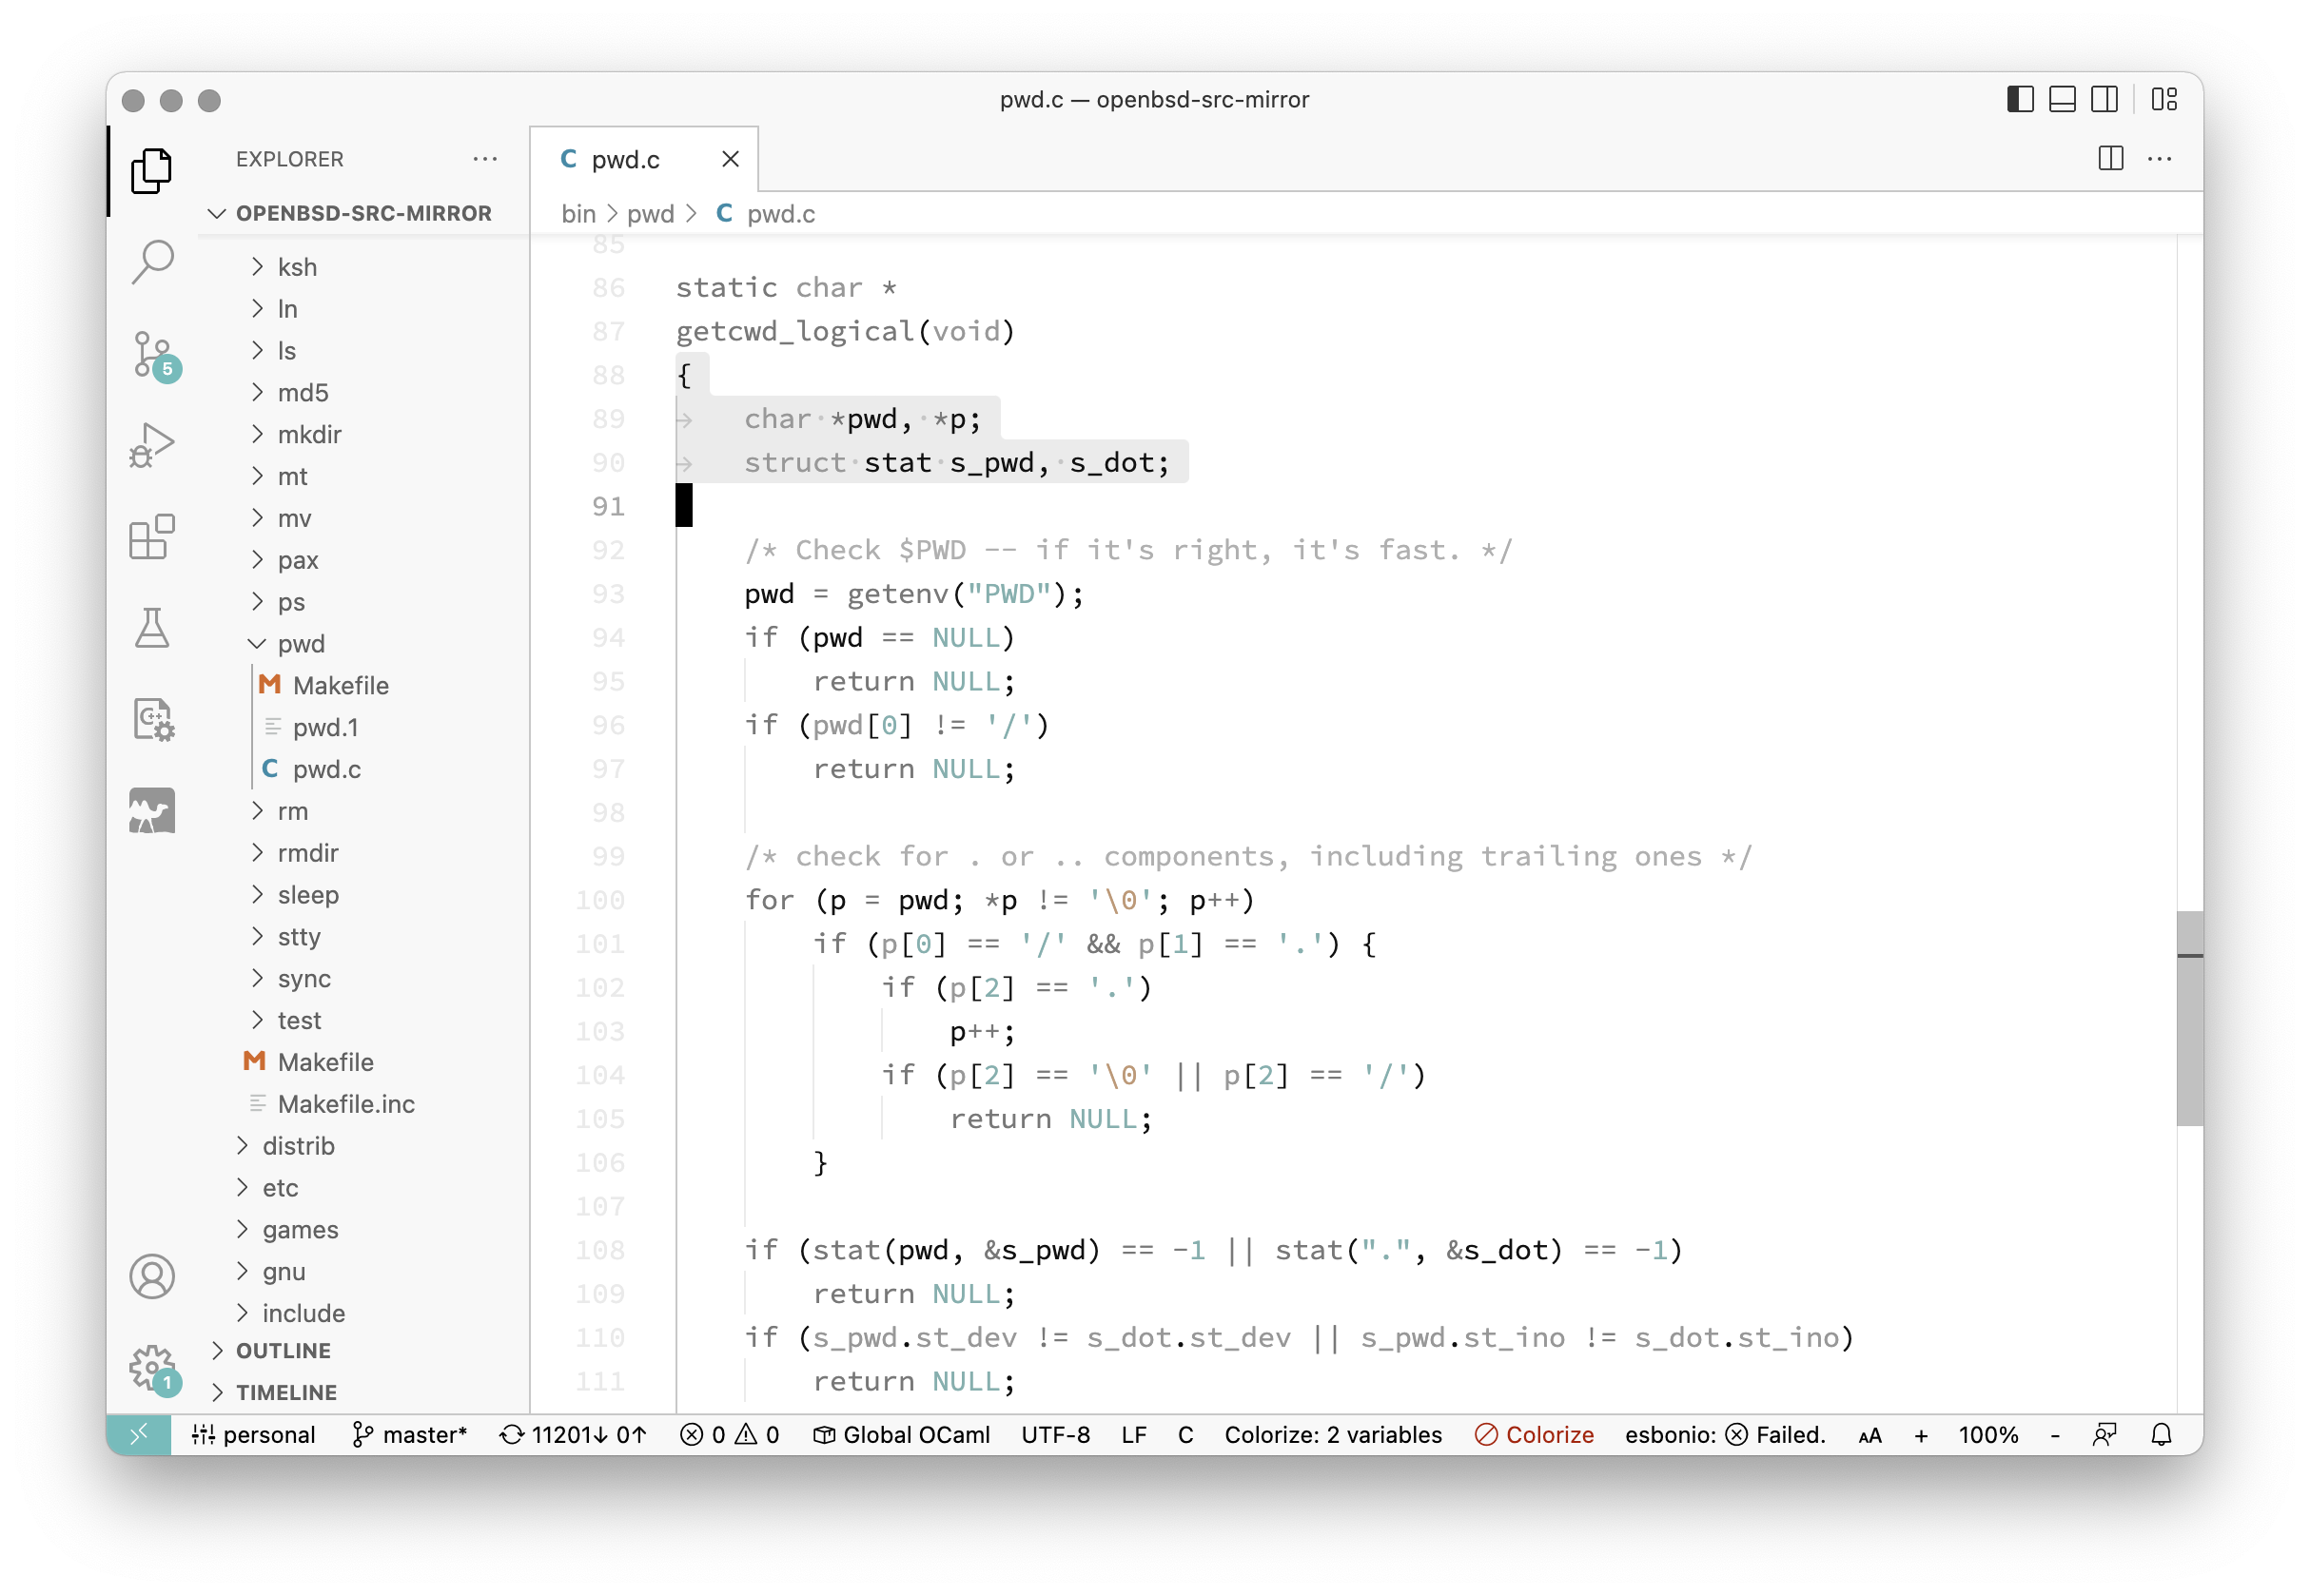 pwd.c — openbsd-src-mirror
EXPLORER
OPENBSD-SRC-MIRROR
ksh
ln
ls
md5
mkdir
mt
mv
pax
ps
pwd
M Makefile
pwd.1
C pwd.c
rm
rmdir
sleep
stty
sync
test
M Makefile
Makefile.inc
distrib
etc
games
gnu
include
OUTLINE
TIMELINE
5
C++
1
C pwd.c
bin > pwd > C pwd.c
85
86 static char *
87 getcwd_logical(void)
88 {
89 char *pwd, *p;
90 struct stat s_pwd, s_dot;
91
92 /* Check $PWD -- if it's right, it's fast. */
93 pwd = getenv("PWD");
94 if (pwd == NULL)
95 return NULL;
96 if (pwd[0] != '/')
97 return NULL;
98
99 /* check for . or .. components, including trailing ones */
100 for (p = pwd; *p != '\0'; p++)
101 if (p[0] == '/' && p[1] == '.') {
102 if (p[2] == '.')
103 p++;
104 if (p[2] == '\0' || p[2] == '/')
105 return NULL;
106 }
107
108 if (stat(pwd, &s_pwd) == -1 || stat(".", &s_dot) == -1)
109 return NULL;
110 if (s_pwd.st_dev != s_dot.st_dev || s_pwd.st_ino != s_dot.st_ino)
111 return NULL;
personal master* 11201↓ 0↑ 0 0 Global OCaml UTF-8 LF C Colorize: 2 variables Colorize esbonio: Failed. AA + 100% -